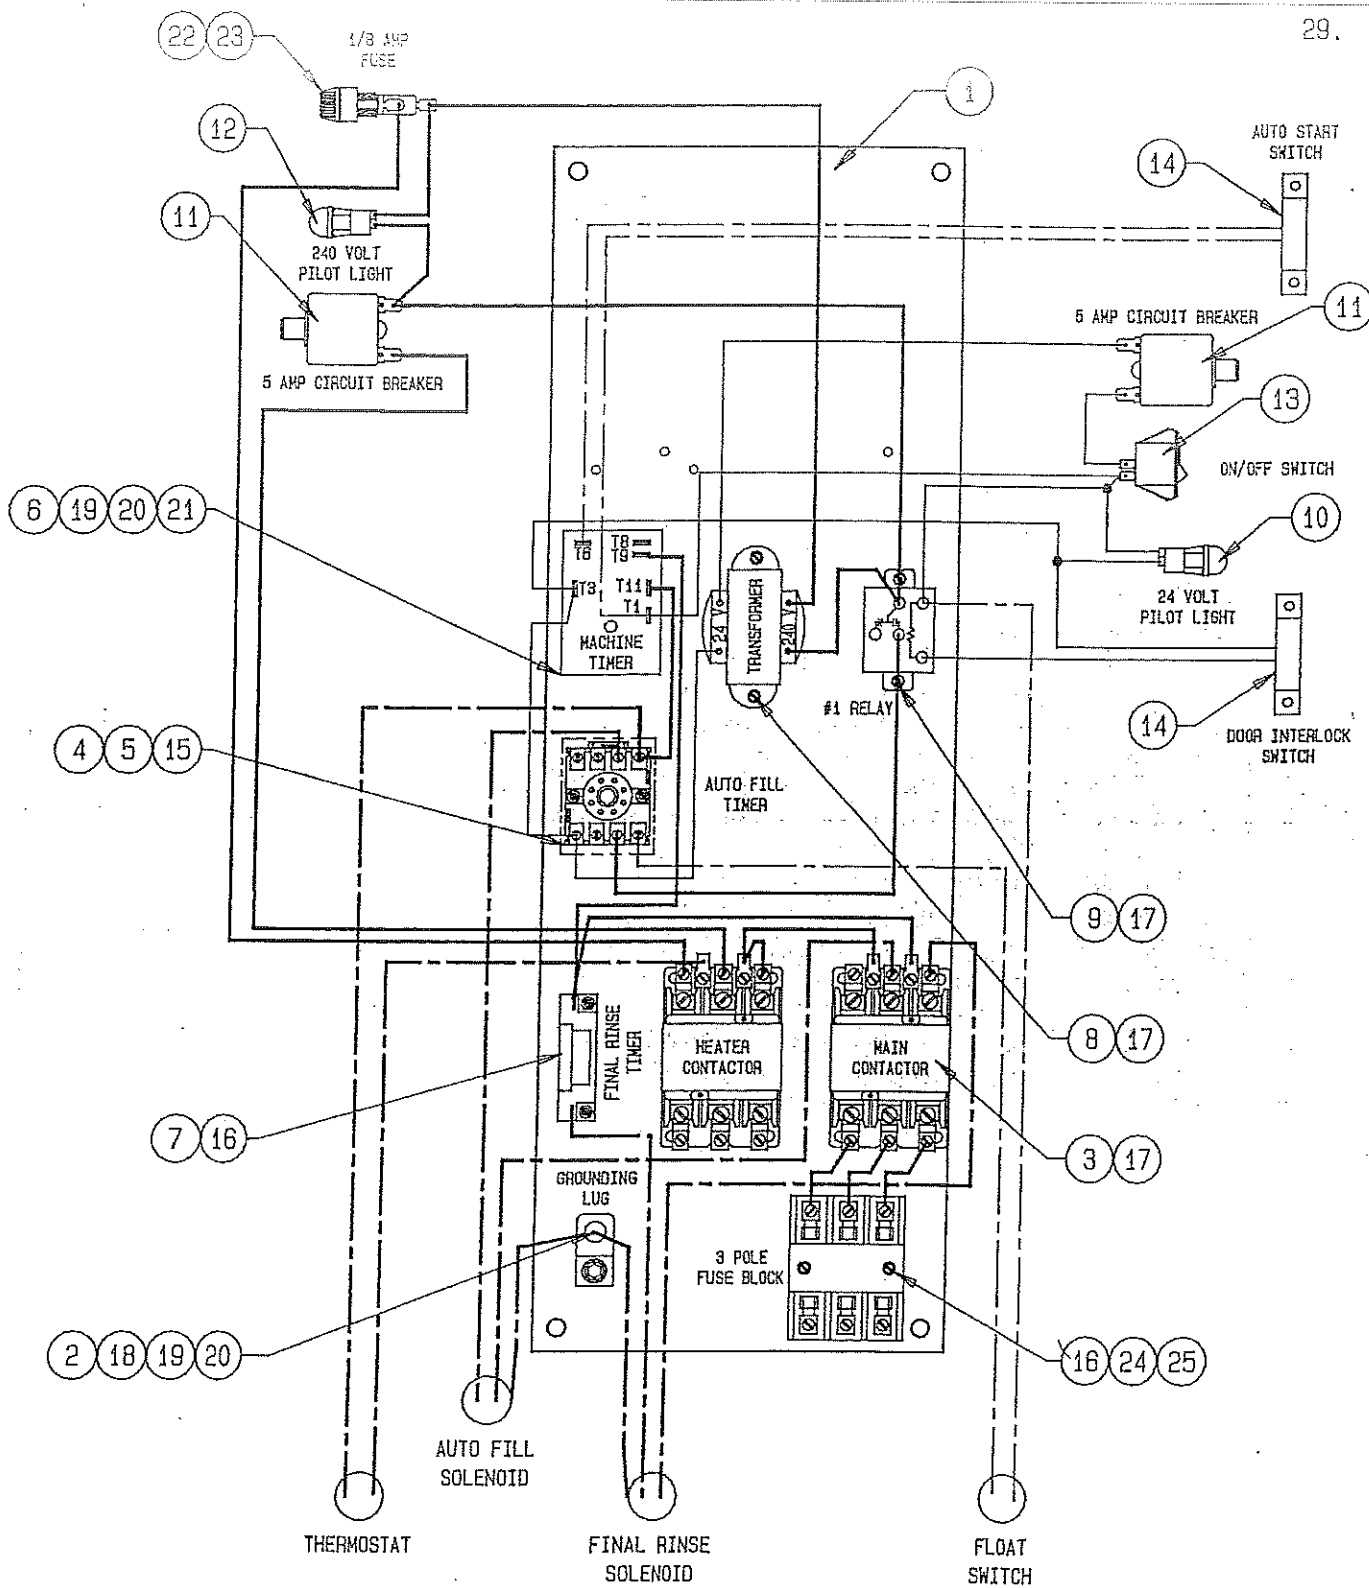 29.
22 23
1/8 AMP
FUSE
1
12
AUTO START
SWITCH
14
11
240 VOLT
PILOT LIGHT
5 AMP CIRCUIT BREAKER
11
5 AMP CIRCUIT BREAKER
13
ON/OFF SWITCH
6 19 20 21
10
T6
T8
T9
T3
T11
T1
MACHINE
TIMER
24 V
TRANSFORMER
240 V
24 VOLT
PILOT LIGHT
#1 RELAY
14
DOOR INTERLOCK
SWITCH
4 5 15
AUTO FILL
TIMER
9 17
FINAL RINSE
TIMER
HEATER
CONTACTOR
MAIN
CONTACTOR
8 17
7 16
3 17
GROUNDING
LUG
3 POLE
FUSE BLOCK
2 18 19 20
16 24 25
AUTO FILL
SOLENOID
THERMOSTAT
FINAL RINSE
SOLENOID
FLOAT
SWITCH